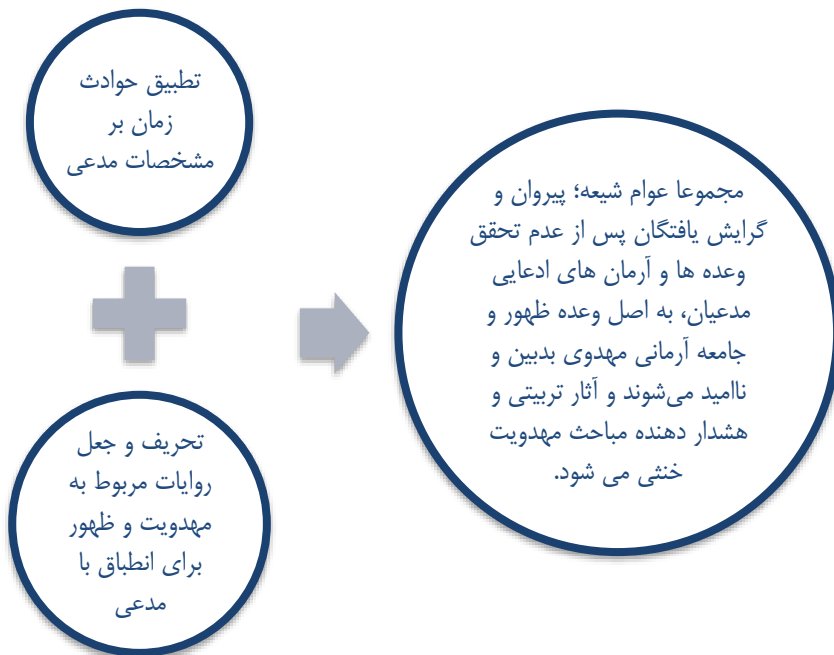 تطبیق حوادث
زمان بر
مشخصات مدعی
تحریف و جعل
روایات مربوط به
مهدویت و ظهور
برای انطباق با
مدعی
مجموعا عوام شیعه؛ پیروان و
گرایش یافتگان پس از عدم تحقق
وعده ها و آرمان های ادعایی
مدعیان، به اصل وعده ظهور و
جامعه آرمانی مهدوی بدبین و
ناامید می‌شوند و آثار تربیتی و
هشدار دهنده مباحث مهدویت
خنثی می شود.